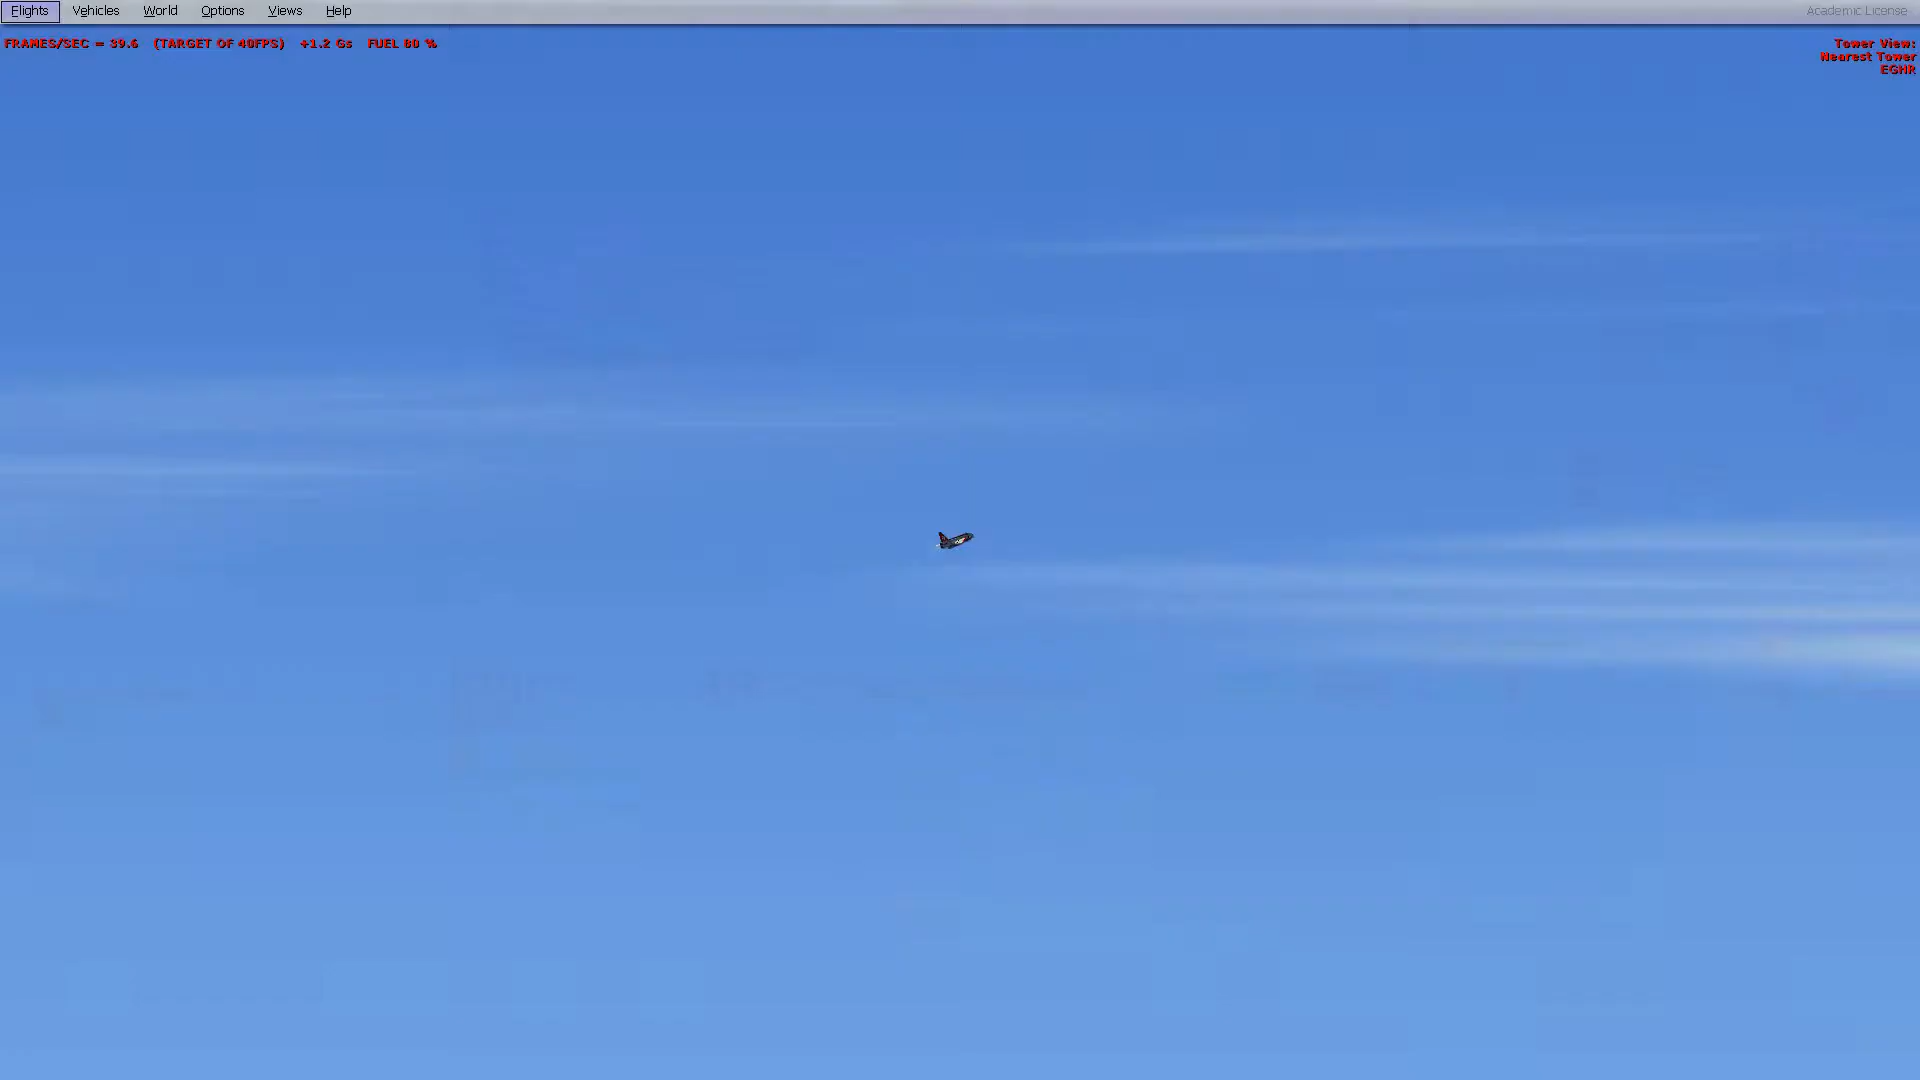 Flights Vehicles World Options Views Help Academic License
FRAMES/SEC = 39.6 (TARGET OF 40FPS) +1.2 Gs FUEL 80 %
Tower View:
Nearest Tower
EGHR